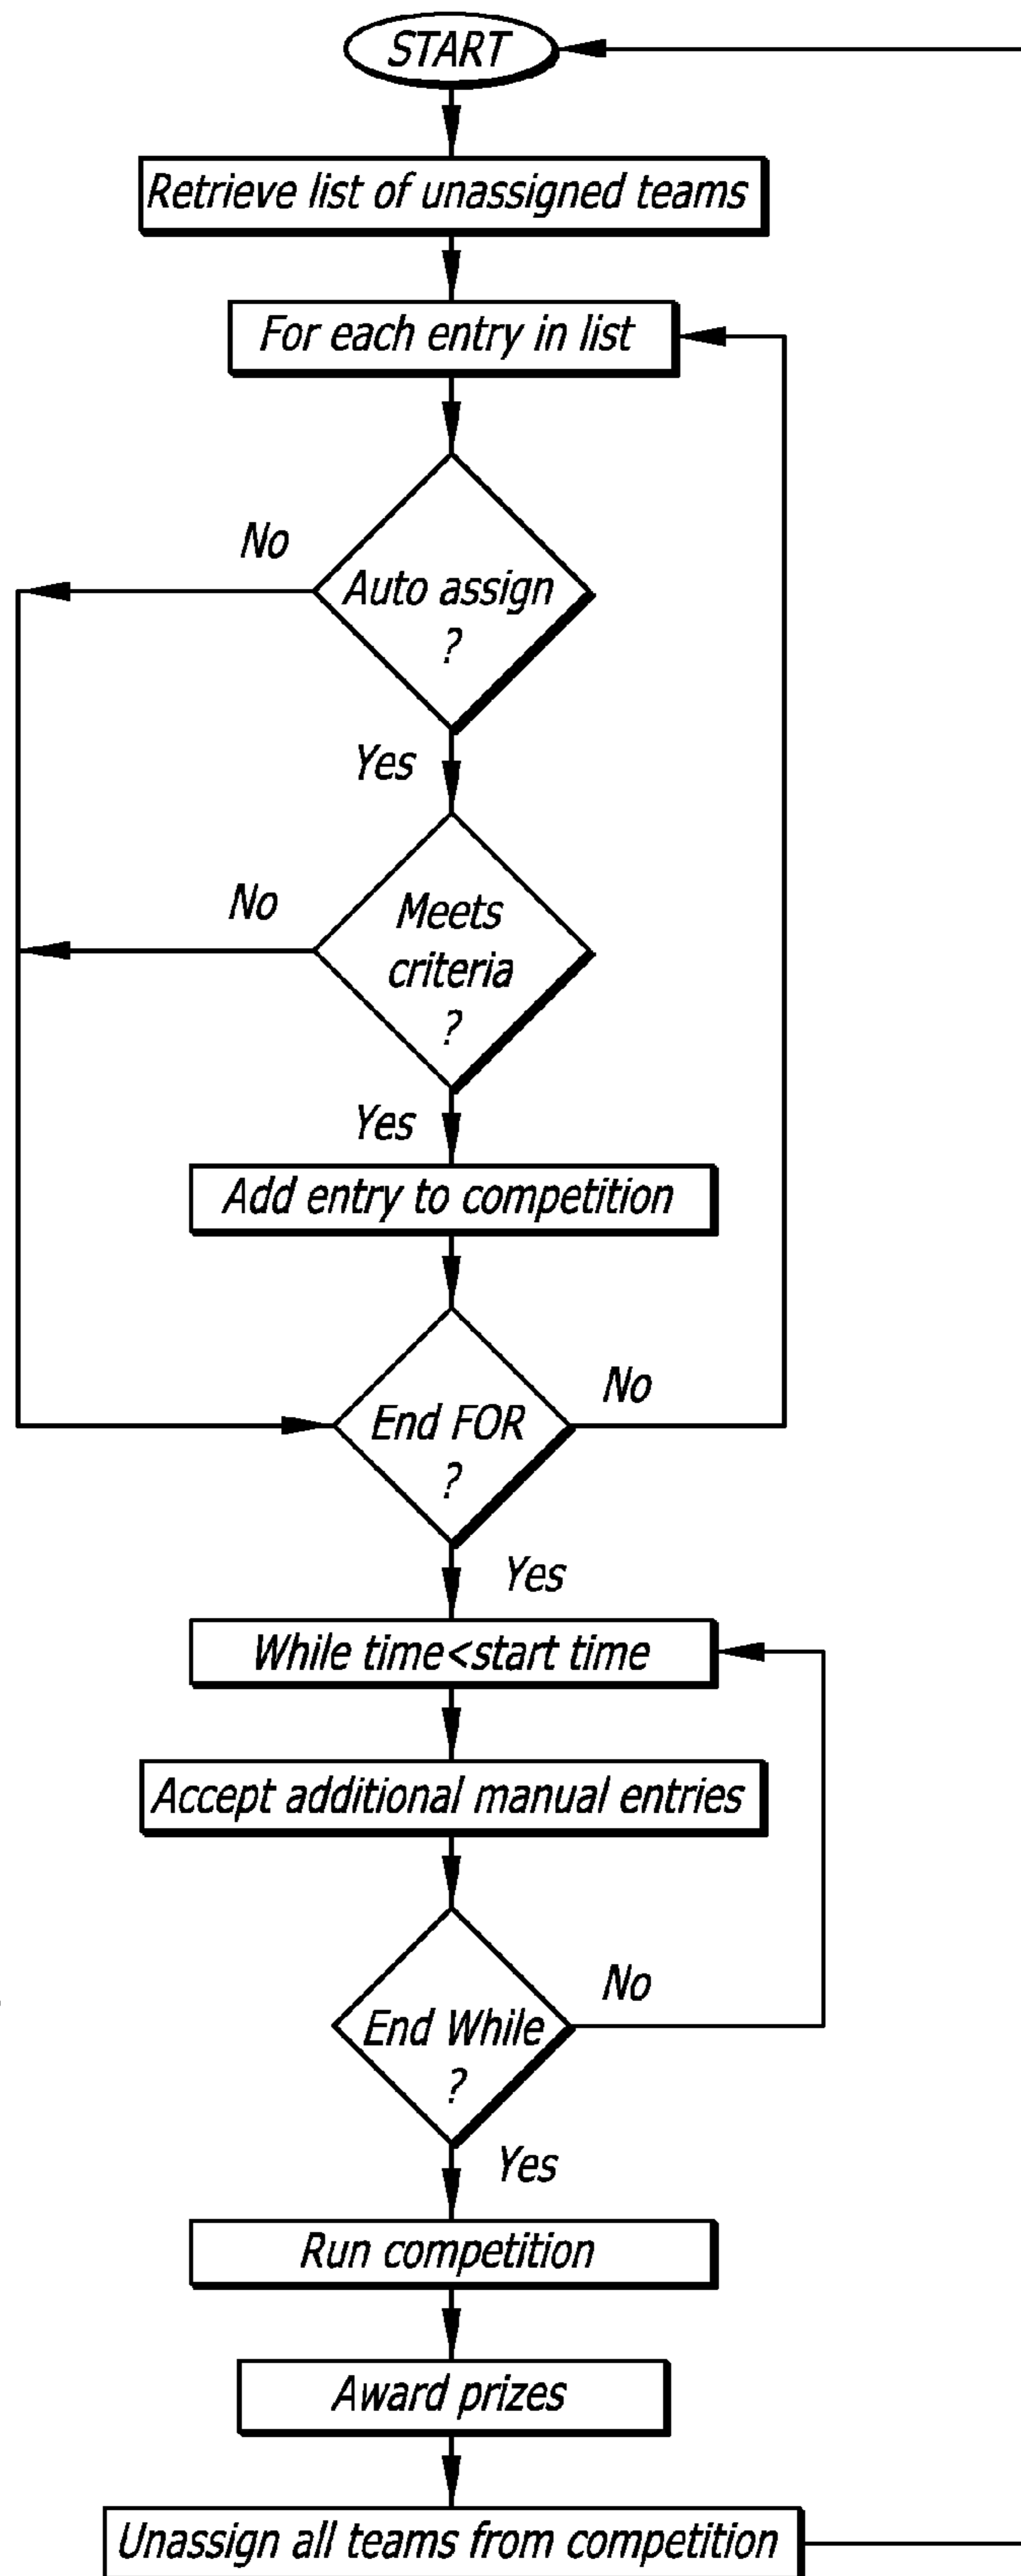 START
Retrieve list of unassigned teams
For each entry in list
No
Auto assign
?
Yes
No
Meets
criteria
?
Yes
Add entry to competition
No
End FOR
?
Yes
While time<start time
Accept additional manual entries
No
End While
?
Yes
Run competition
Award prizes
Unassign all teams from competition